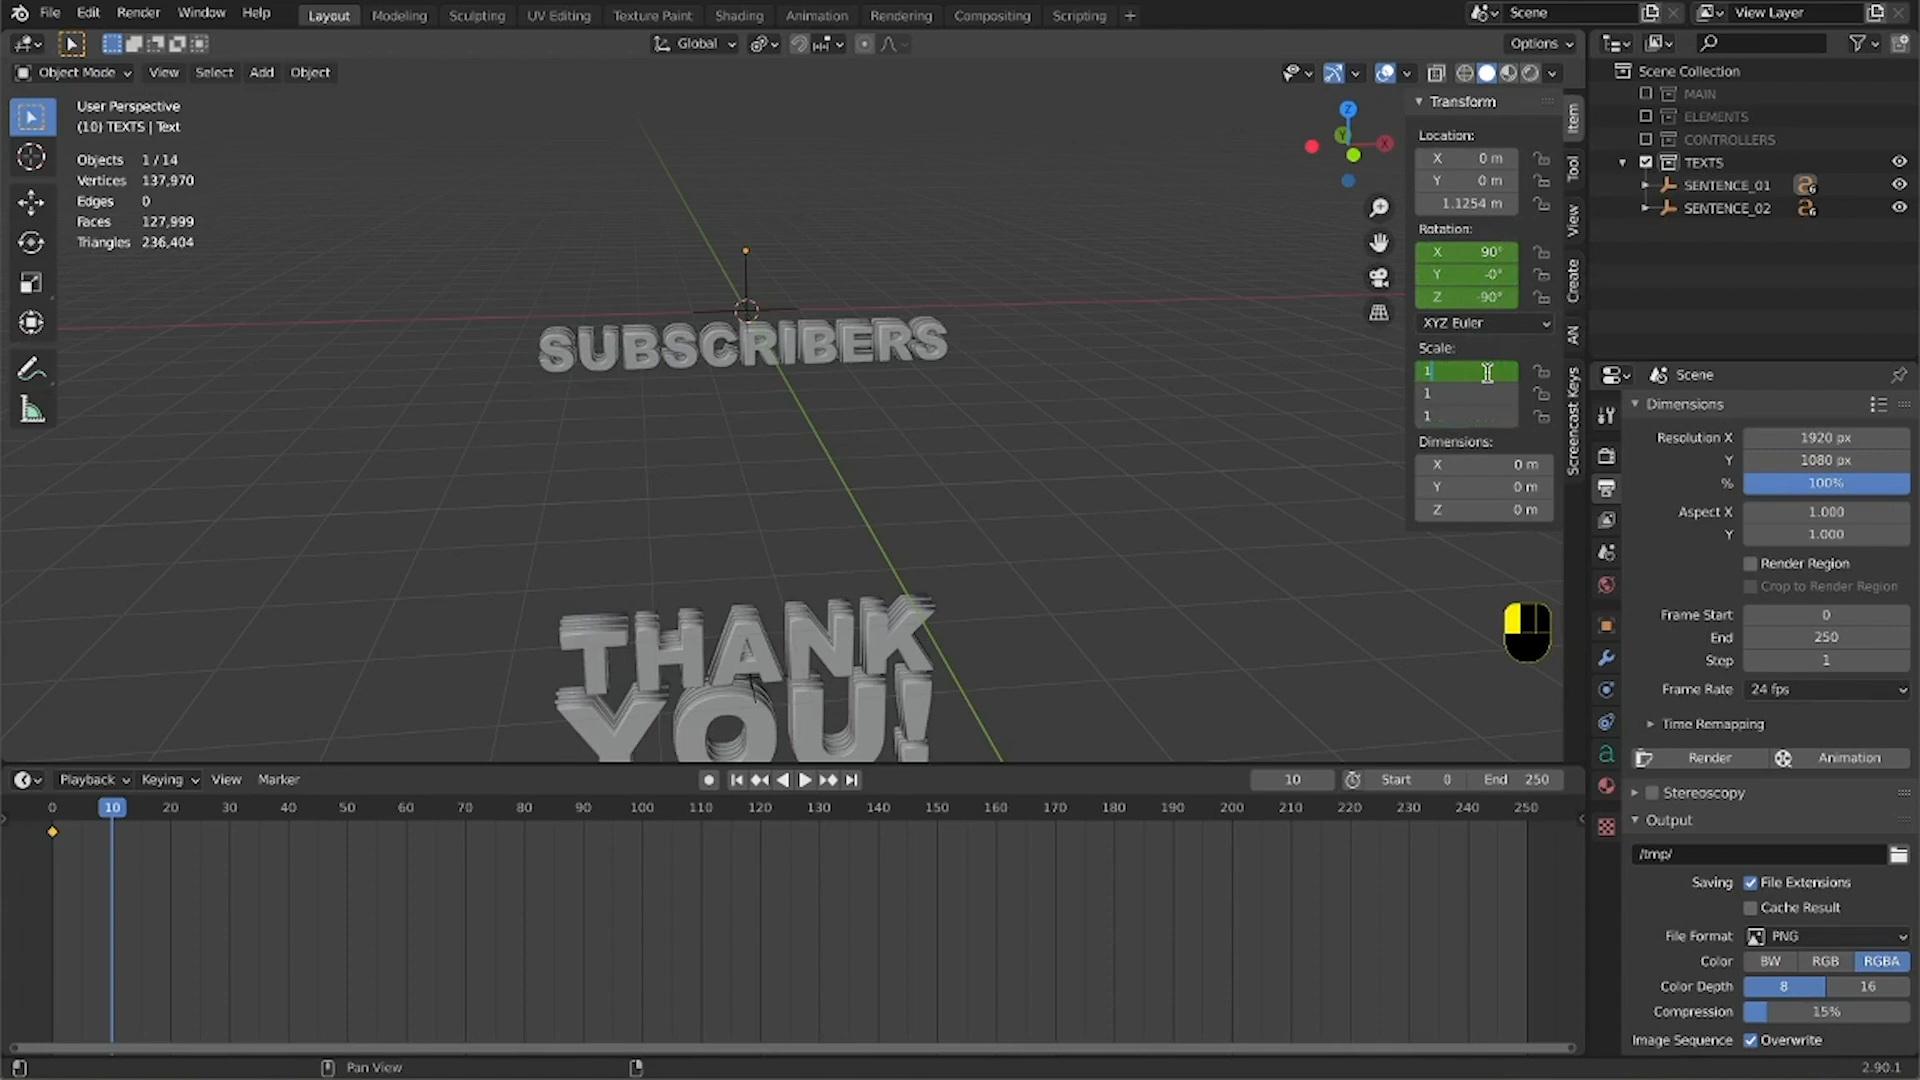 File Edit Render Window Help Layout Modeling Sculpting UV Editing Texture Paint Shading Animation Rendering Compositing Scripting + Scene View Layer
Global Options
Object Mode View Select Add Object
User Perspective
(10) TEXTS | Text
Objects 1 / 14
Vertices 137,970
Edges 0
Faces 127,999
Triangles 236,404
SUBSCRIBERS
THANK
YOU!
Z
Y
X
Transform
Location:
X 0 m
Y 0 m
1.1254 m
Rotation:
X 90°
Y -0°
Z -90°
XYZ Euler
Scale:
1
1
1
Dimensions:
X 0 m
Y 0 m
Z 0 m
Item
Tool
View
Create
AN
Screencast Keys
Scene Collection
MAIN
ELEMENTS
CONTROLLERS
TEXTS
SENTENCE_01 6
SENTENCE_02 6
Scene
Dimensions
Resolution X 1920 px
Y 1080 px
% 100%
Aspect X 1.000
Y 1.000
Render Region
Crop to Render Region
Frame Start 0
End 250
Step 1
Frame Rate 24 fps
Time Remapping
Render Animation
Stereoscopy
Output
/tmp/
Saving File Extensions
Cache Result
File Format PNG
Color BW RGB RGBA
Color Depth 8 16
Compression 15%
Image Sequence Overwrite
Playback Keying View Marker 10 Start 0 End 250
0 10 20 30 40 50 60 70 80 90 100 110 120 130 140 150 160 170 180 190 200 210 220 230 240 250
Pan View 2.90.1